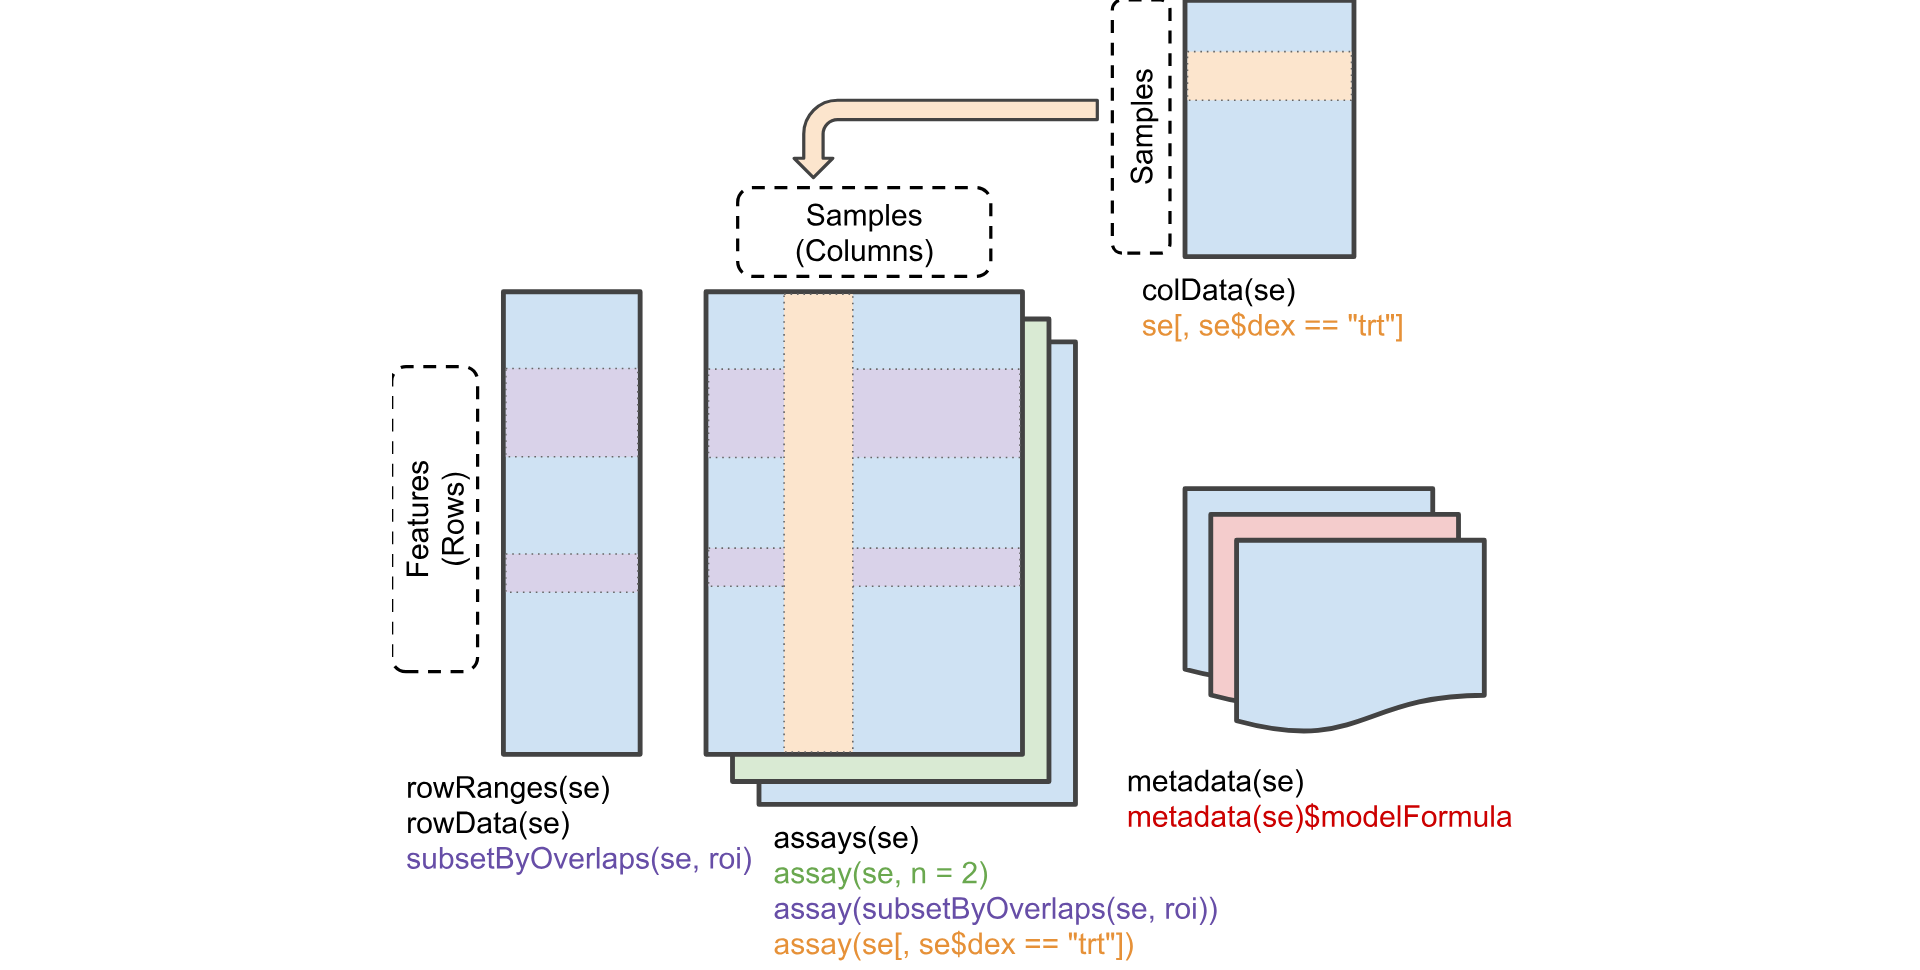 Samples
colData(se)
se[, se$dex == "trt"]
Samples
(Columns)
Features
(Rows)
rowRanges(se)
rowData(se)
subsetByOverlaps(se, roi)
assays(se)
assay(se, n = 2)
assay(subsetByOverlaps(se, roi))
assay(se[, se$dex == "trt"])
metadata(se)
metadata(se)$modelFormula